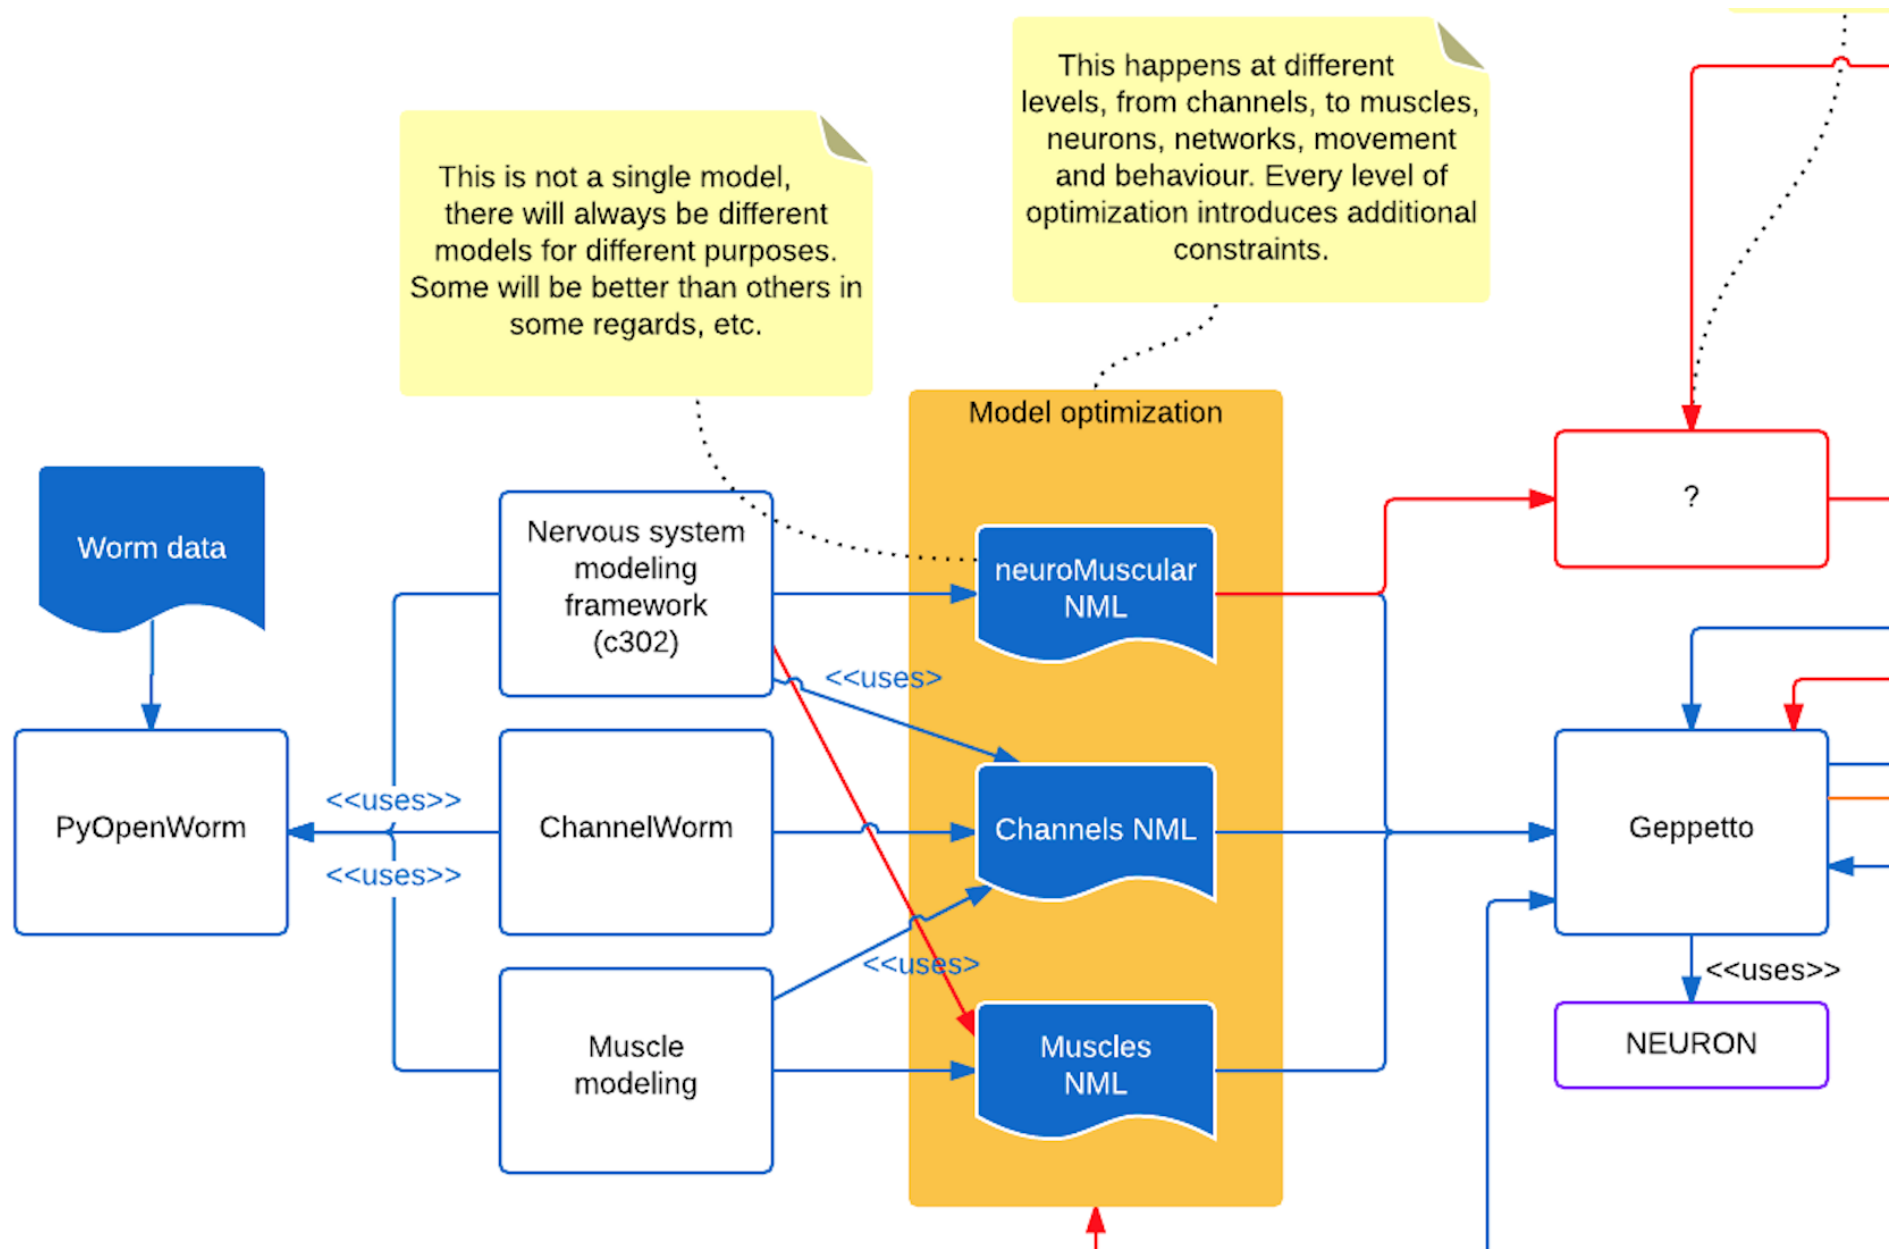 This happens at different
levels, from channels, to muscles,
neurons, networks, movement
and behaviour. Every level of
optimization introduces additional
constraints.
This is not a single model,
there will always be different
models for different purposes.
Some will be better than others in
some regards, etc.
Model optimization
Worm data
Nervous system
modeling
framework
(c302)
neuroMuscular
NML
?
<<uses>
PyOpenWorm
<<uses>>
<<uses>>
ChannelWorm
Channels NML
Geppetto
<<uses>
<<uses>>
Muscle
modeling
Muscles
NML
NEURON